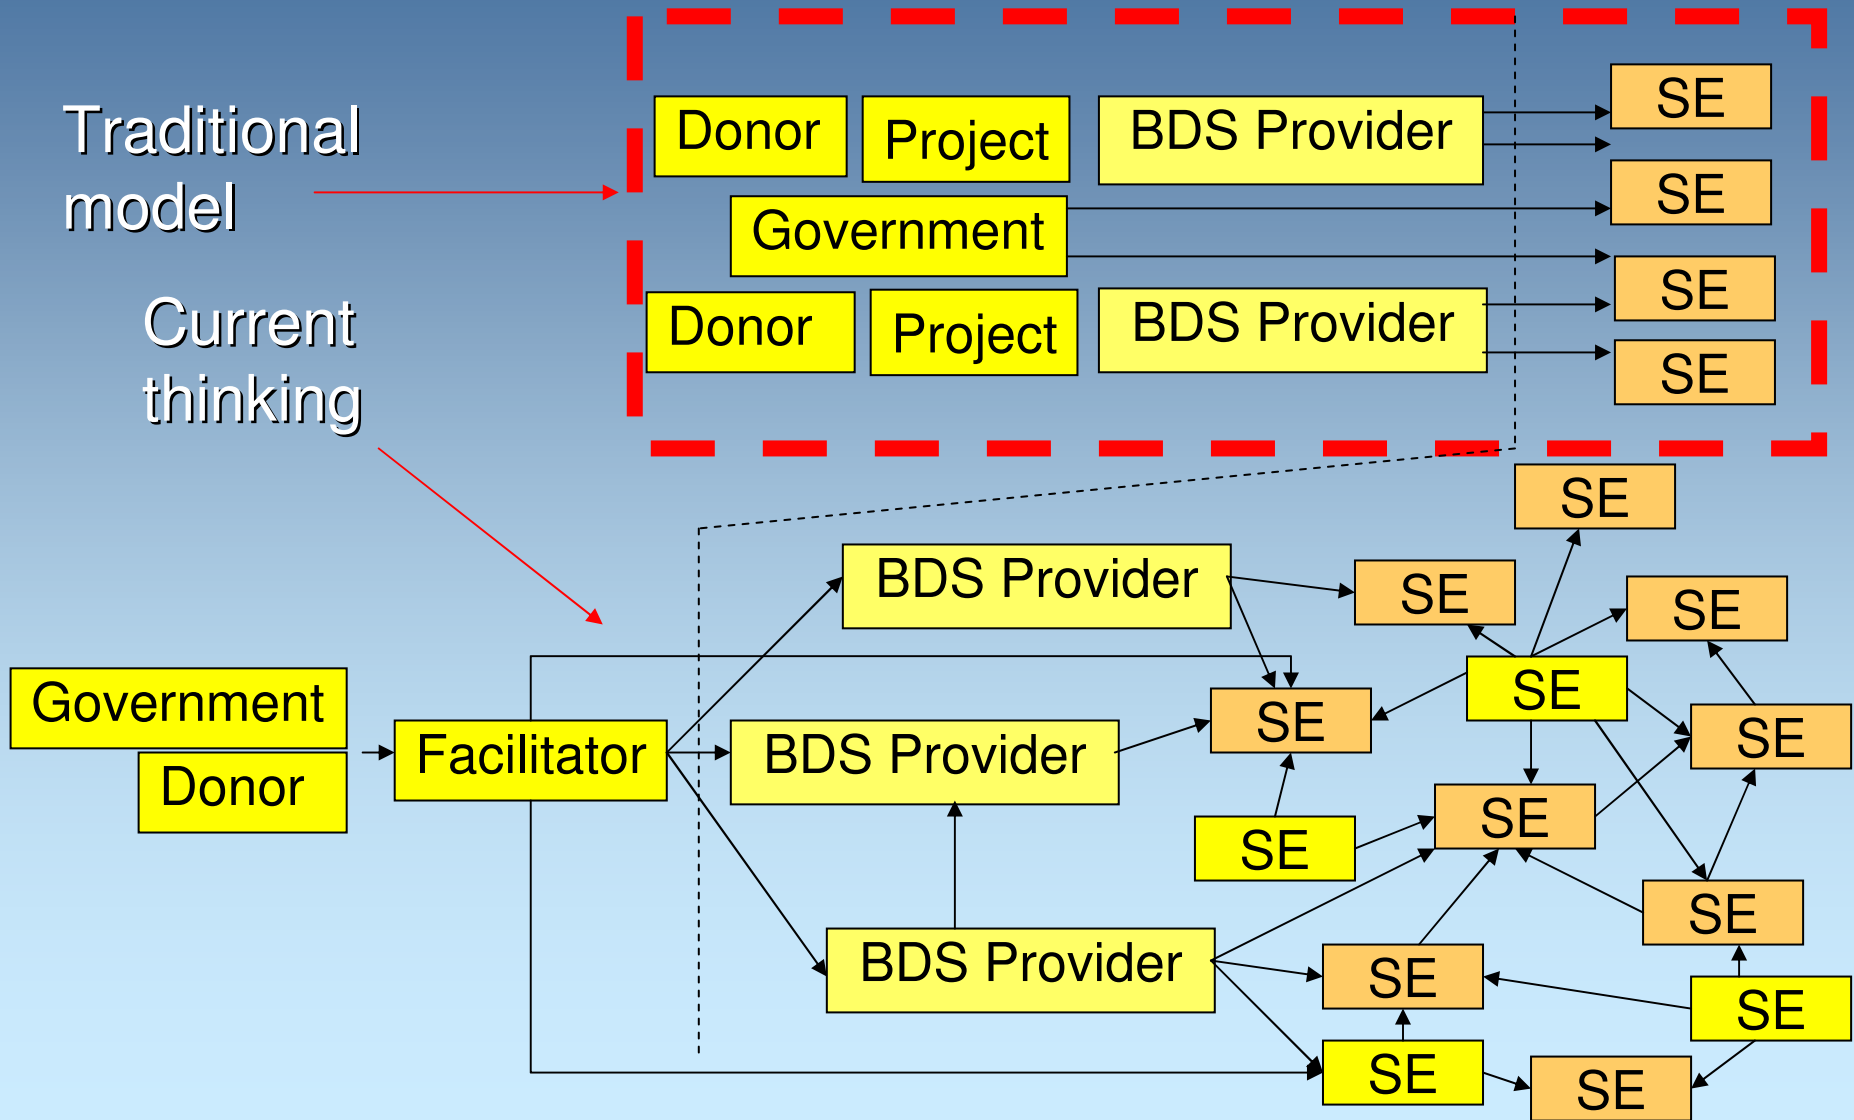 Traditional
model
Donor
Project
BDS Provider
SE
SE
Government
SE
Donor
Project
BDS Provider
SE
Current
thinking
SE
BDS Provider
SE
SE
SE
Government
Donor
Facilitator
BDS Provider
SE
SE
SE
SE
SE
BDS Provider
SE
SE
SE
SE